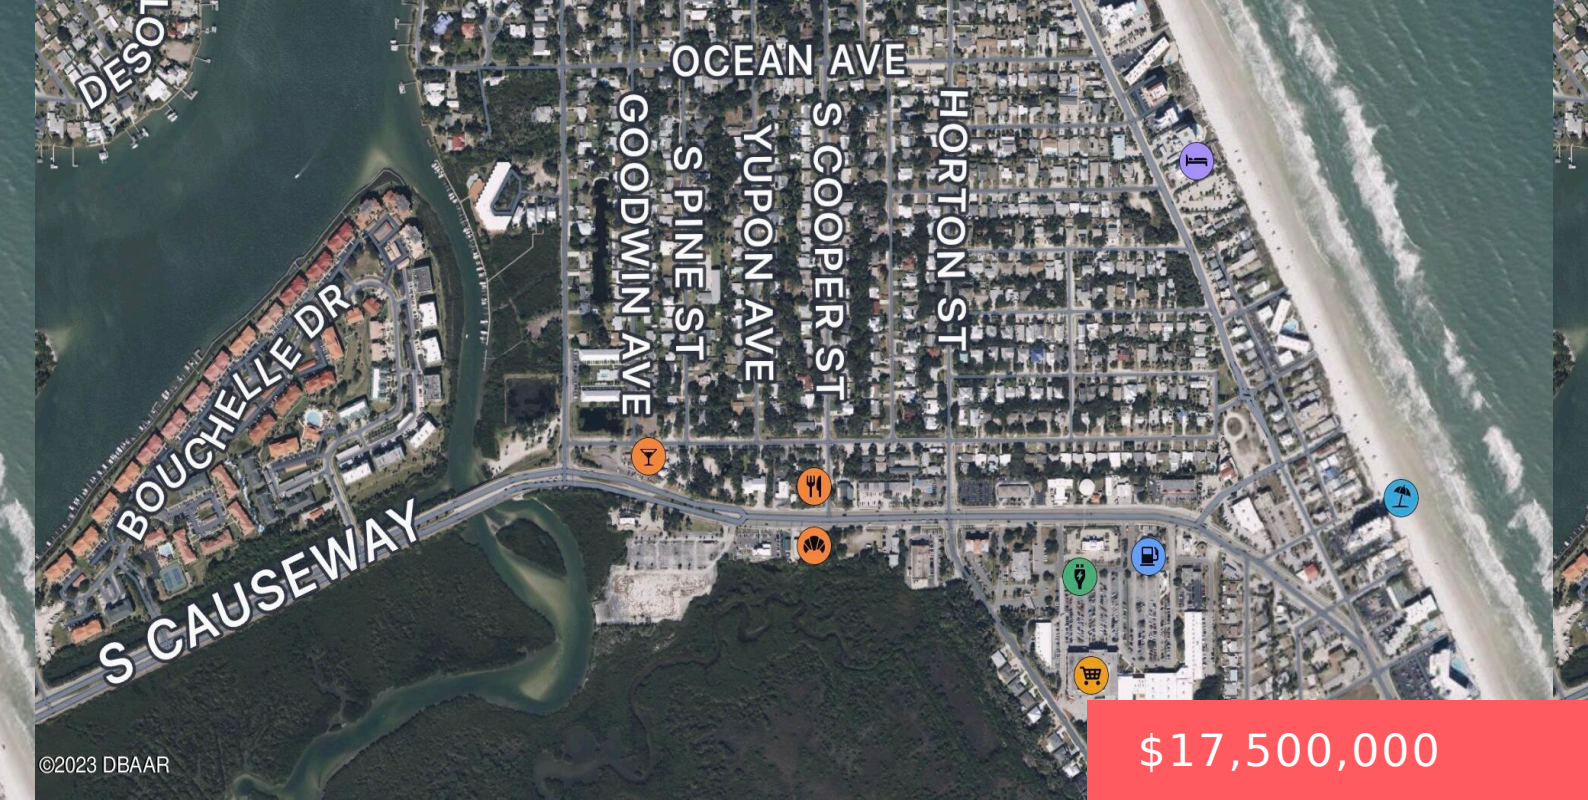 DESOT
OCEAN AVE
GOODWIN AVE
S PINE ST
YUPON AVE
S COOPER ST
HORTON ST
BOUCHELLE DR
S CAUSEWAY
©2023 DBAAR
$17,500,000